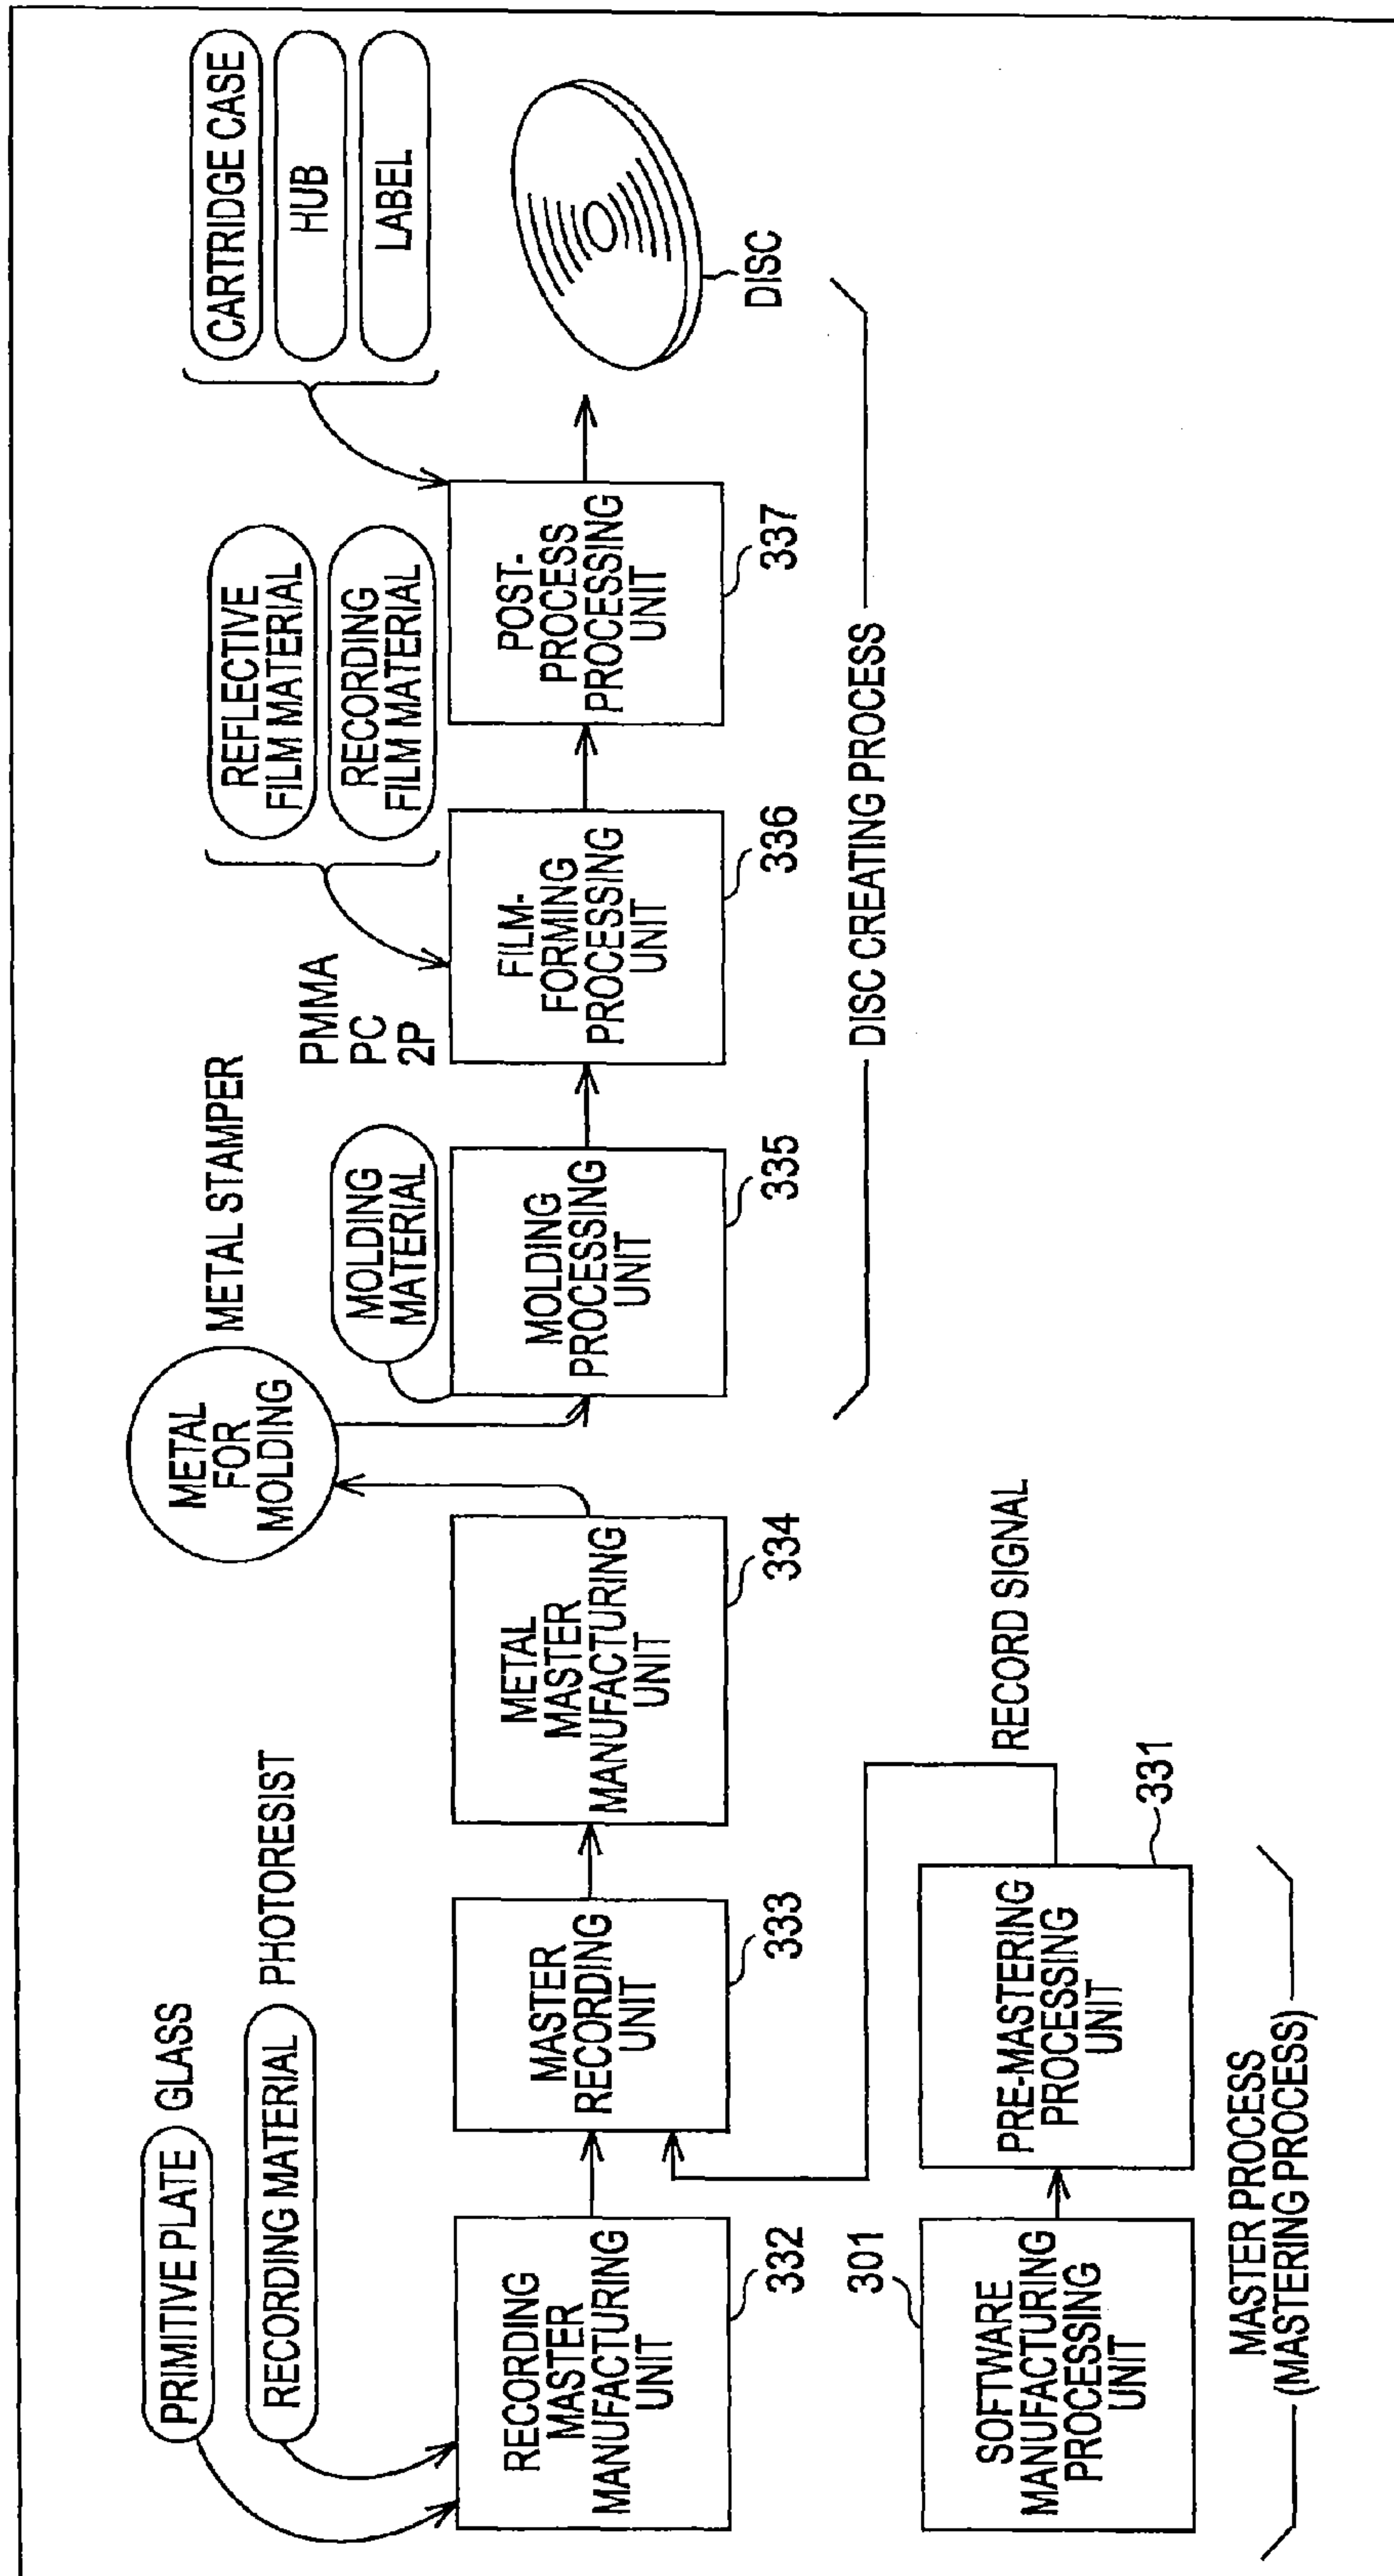 PRIMITIVE PLATE
GLASS
RECORDING MATERIAL
PHOTORESIST
RECORDING
MASTER
MANUFACTURING
UNIT
332
MASTER
RECORDING
UNIT
333
METAL
MASTER
MANUFACTURING
UNIT
334
METAL
FOR
MOLDING
METAL STAMPER
MOLDING
MATERIAL
PMMA
PC
2P
MOLDING
PROCESSING
UNIT
335
REFLECTIVE
FILM MATERIAL
RECORDING
FILM MATERIAL
FILM-
FORMING
PROCESSING
UNIT
336
CARTRIDGE CASE
HUB
LABEL
POST-
PROCESS
PROCESSING
UNIT
337
DISC
DISC CREATING PROCESS
301
SOFTWARE
MANUFACTURING
PROCESSING
UNIT
PRE-MASTERING
PROCESSING
UNIT
331
RECORD SIGNAL
MASTER PROCESS
(MASTERING PROCESS)